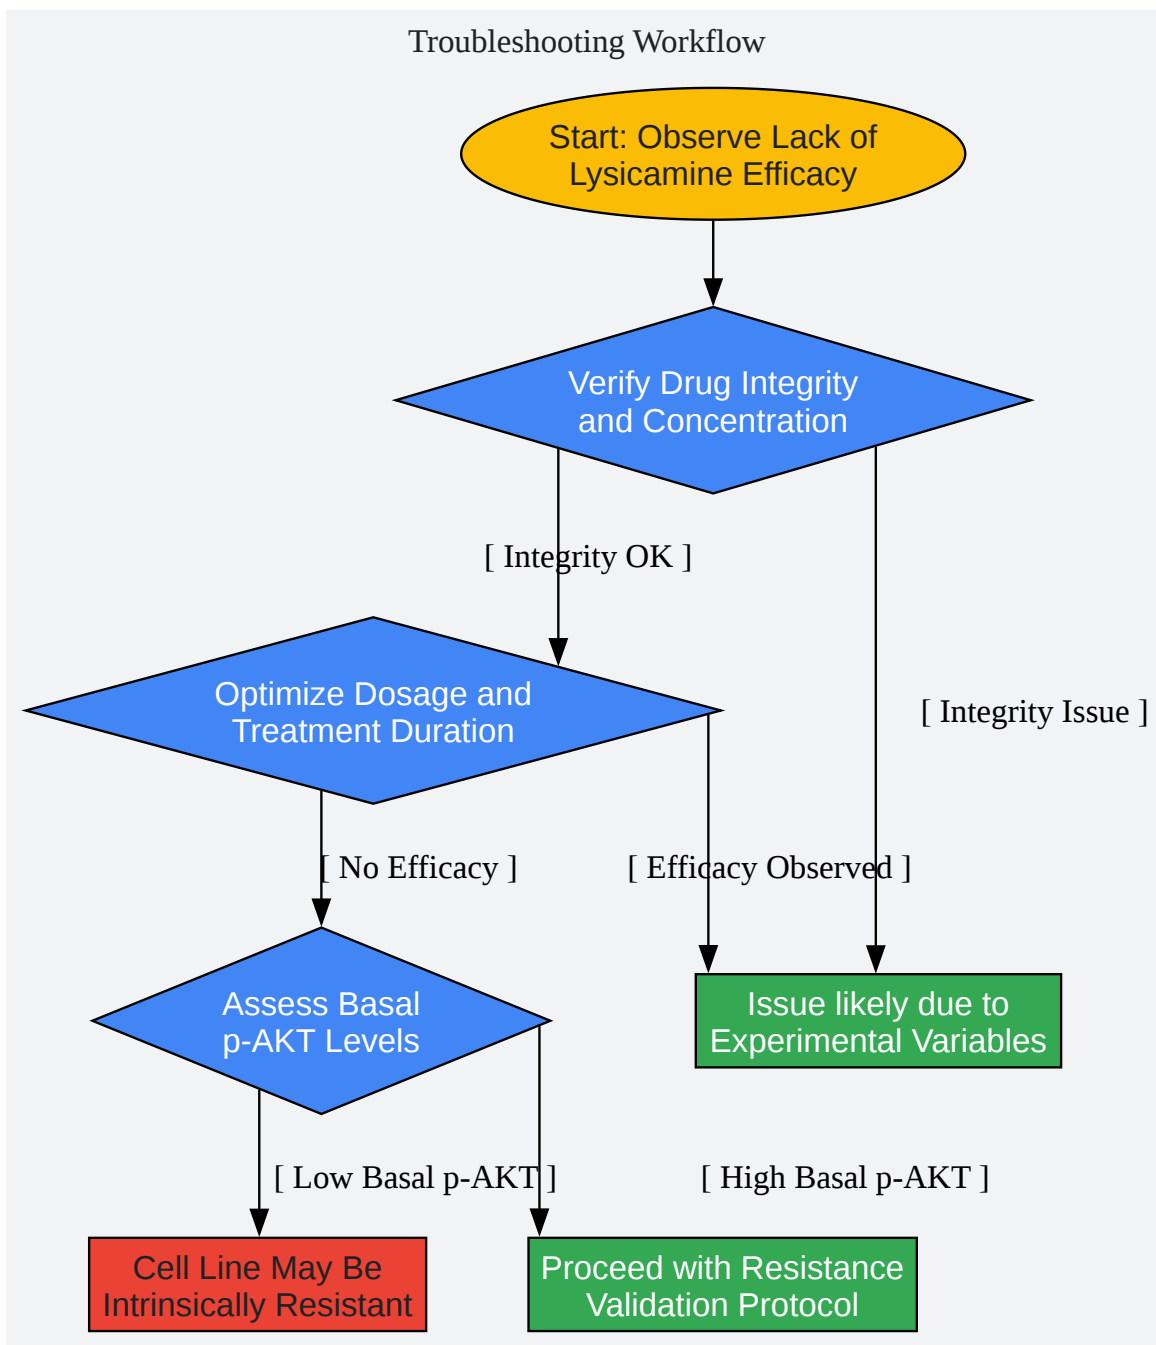 Troubleshooting Workflow
Start: Observe Lack of
Lysicamine Efficacy
Verify Drug Integrity
and Concentration
[ Integrity OK ]
Optimize Dosage and
Treatment Duration
[ Integrity Issue ]
[ No Efficacy ]
[ Efficacy Observed ]
Assess Basal
p-AKT Levels
Issue likely due to
Experimental Variables
[ Low Basal p-AKT ]
[ High Basal p-AKT ]
Cell Line May Be
Intrinsically Resistant
Proceed with Resistance
Validation Protocol